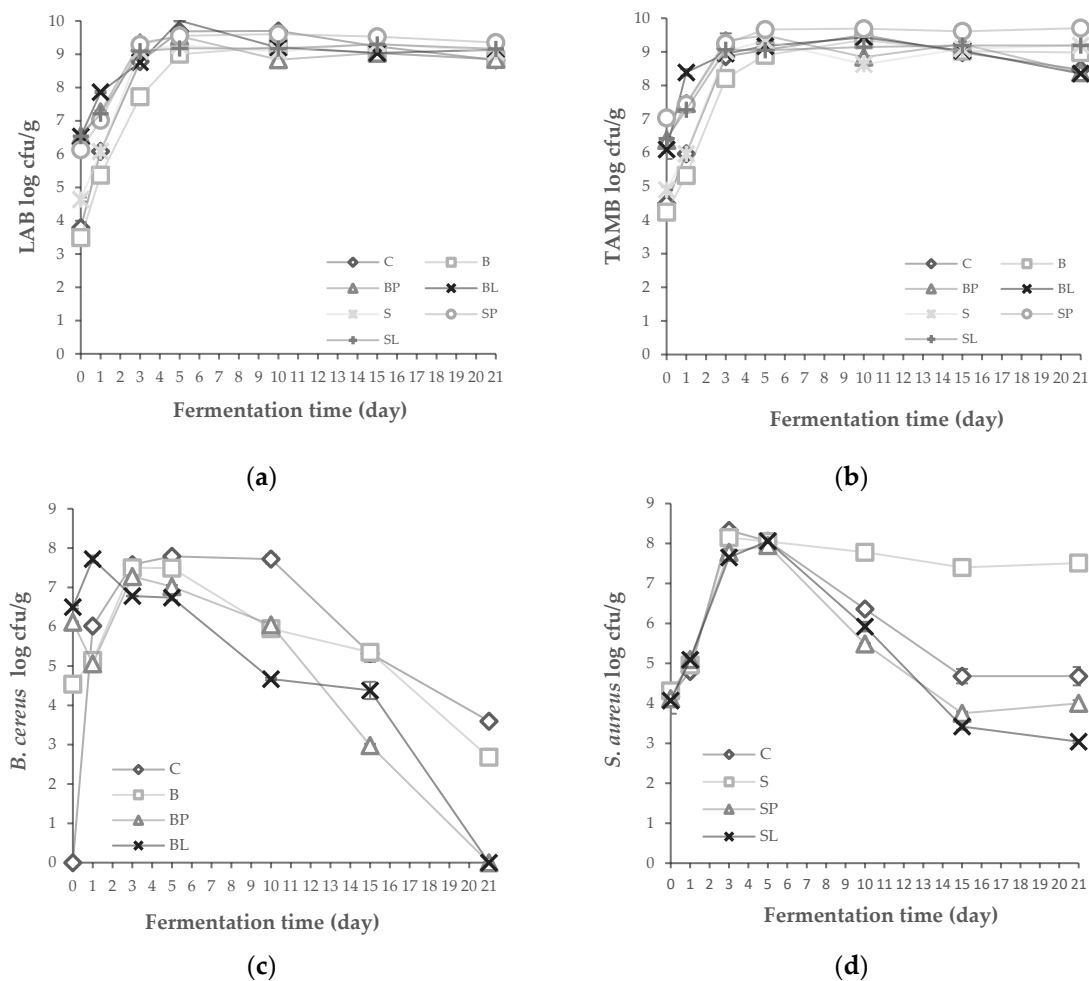 10
9
8
7
6
5
4
3
2
1
0
LAB log cfu/g
C
B
BP
BL
S
SP
SL
0 1 2 3 4 5 6 7 8 9 10 11 12 13 14 15 16 17 18 19 20 21
Fermentation time (day)
(a)
10
9
8
7
6
5
4
3
2
1
0
TAMB log cfu/g
C
B
BP
BL
S
SP
SL
0 1 2 3 4 5 6 7 8 9 10 11 12 13 14 15 16 17 18 19 20 21
Fermentation time (day)
(b)
9
8
7
6
5
4
3
2
1
0
B. cereus log cfu/g
C
B
BP
BL
0 1 2 3 4 5 6 7 8 9 10 11 12 13 14 15 16 17 18 19 20 21
Fermentation time (day)
(c)
9
8
7
6
5
4
3
2
1
0
S. aureus log cfu/g
C
S
SP
SL
0 1 2 3 4 5 6 7 8 9 10 11 12 13 14 15 16 17 18 19 20 21
Fermentation time (day)
(d)